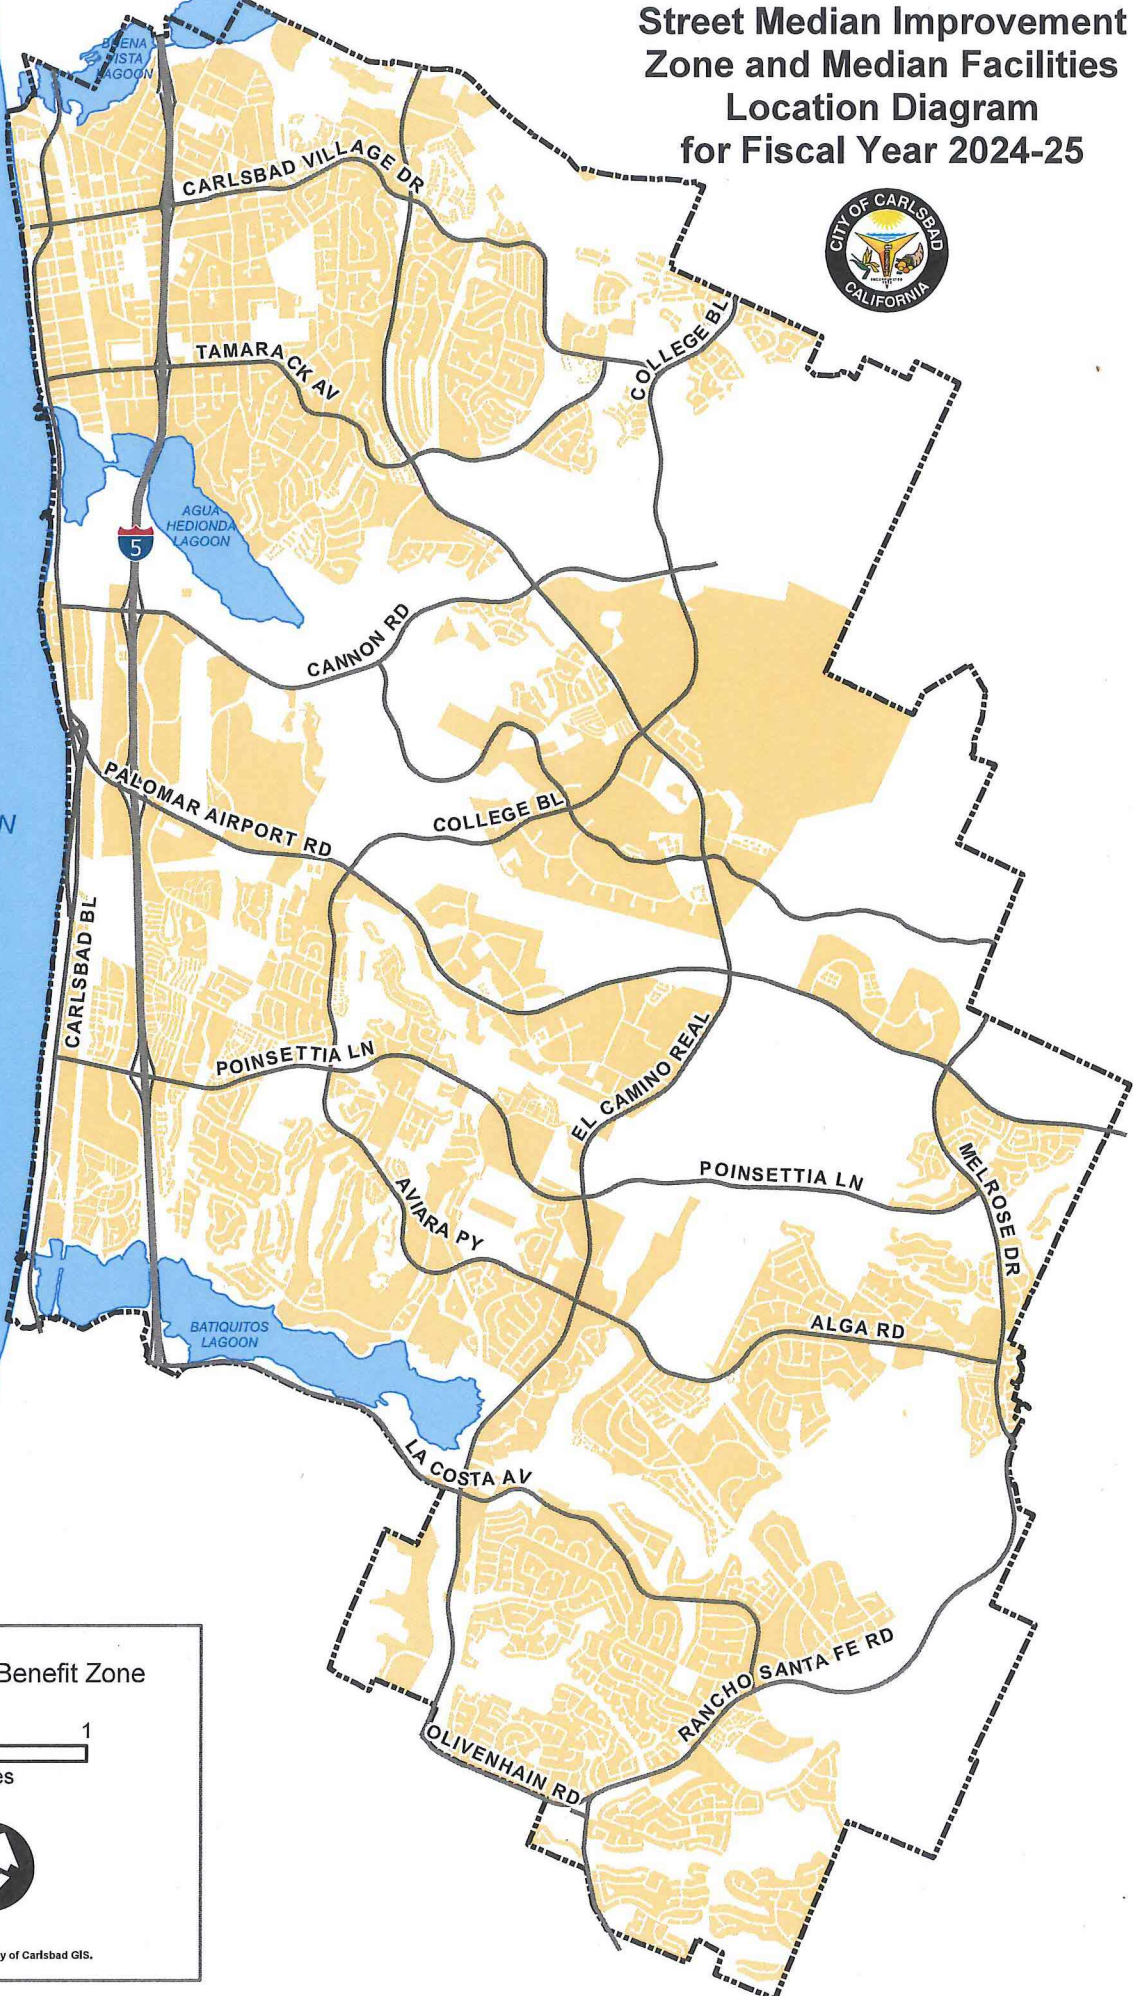 Street Median Improvement
Zone and Median Facilities
Location Diagram
for Fiscal Year 2024-25
CITY OF CARLSBAD
CALIFORNIA
BUENA
VISTA
LAGOON
CARLSBAD VILLAGE DR
COLLEGE BL
TAMARACK AV
AGUA
HEDIONDA
LAGOON
5
CANNON RD
PALOMAR AIRPORT RD
COLLEGE BL
N
CARLSBAD BL
POINSETTIA LN
EL CAMINO REAL
POINSETTIA LN
MELROSE DR
AVIARA PY
BATIQUITOS
LAGOON
ALGA RD
LA COSTA AV
RANCHO SANTA FE RD
OLIVENHAIN RD
Benefit Zone
1
es
y of Carlsbad GIS.